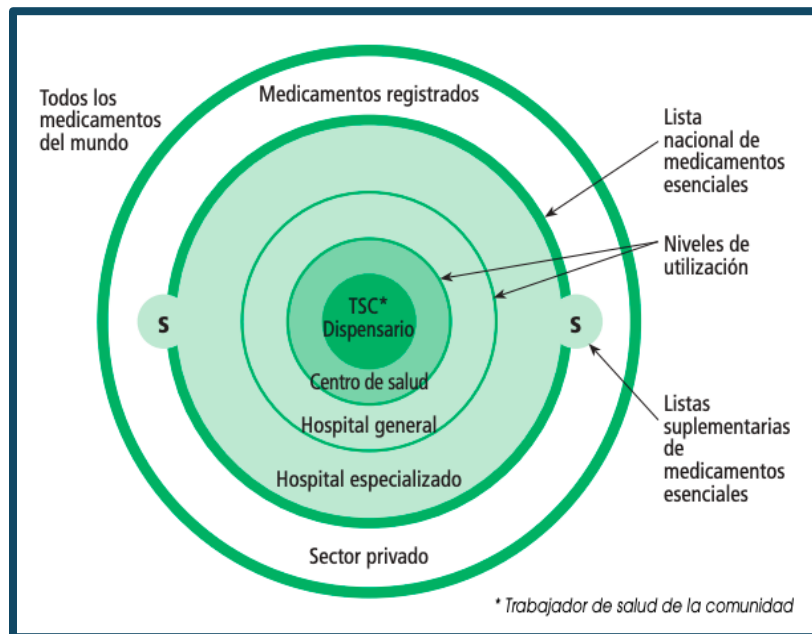 Todos los
medicamentos
del mundo
Medicamentos registrados
Lista
nacional de
medicamentos
esenciales
Niveles de
utilización
S
TSC*
Dispensario
S
Centro de salud
Hospital general
Hospital especializado
Listas
suplementarias
de
medicamentos
esenciales
Sector privado
* Trabajador de salud de la comunidad